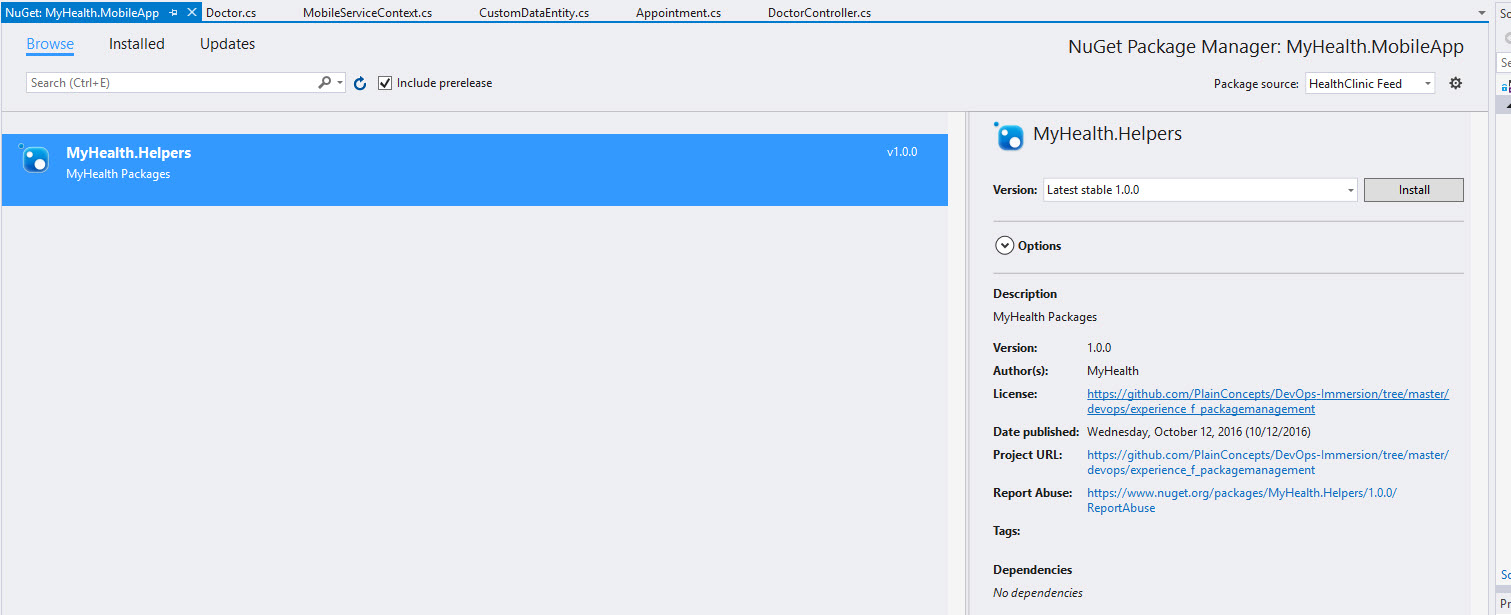 NuGet: MyHealth.MobileApp Doctor.cs MobileServiceContext.cs CustomDataEntity.cs Appointment.cs DoctorController.cs
Browse Installed Updates
NuGet Package Manager: MyHealth.MobileApp
Search (Ctrl+E) Include prerelease
Package source: HealthClinic Feed
MyHealth.Helpers v1.0.0
MyHealth Packages
MyHealth.Helpers
Version: Latest stable 1.0.0 Install
Options
Description
MyHealth Packages
Version: 1.0.0
Author(s): MyHealth
License: https://github.com/PlainConcepts/DevOps-Immersion/tree/master/
devops/experience_f_packagemanagement
Date published: Wednesday, October 12, 2016 (10/12/2016)
Project URL: https://github.com/PlainConcepts/DevOps-Immersion/tree/master/
devops/experience_f_packagemanagement
Report Abuse: https://www.nuget.org/packages/MyHealth.Helpers/1.0.0/
ReportAbuse
Tags:
Dependencies
No dependencies